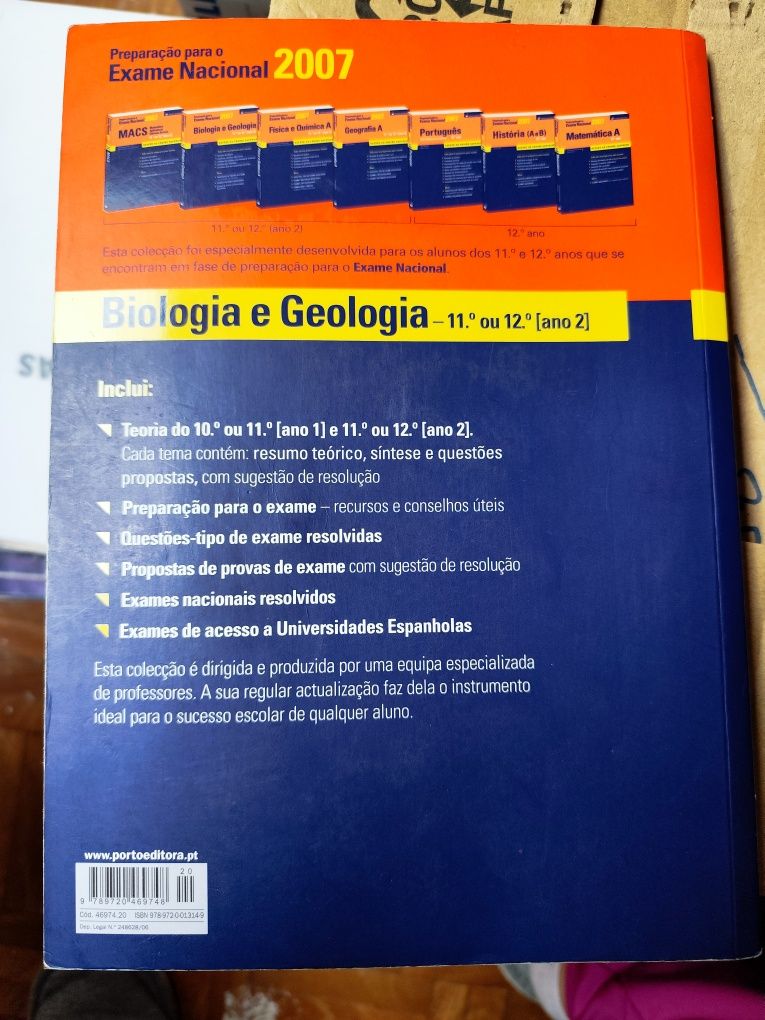 Preparação para o
Exame Nacional 2007
MACS
Biologia e Geologia
Física e Química A
Geografia A
Português
História (A e B)
Matemática A
11.º ou 12.º (ano 2)
12.º ano
Esta colecção foi especialmente desenvolvida para os alunos dos 11.º e 12.º anos que se
encontram em fase de preparação para o Exame Nacional.
Biologia e Geologia – 11.º ou 12.º [ano 2]
Inclui:
Teoria do 10.º ou 11.º [ano 1] e 11.º ou 12.º [ano 2].
Cada tema contém: resumo teórico, síntese e questões
propostas, com sugestão de resolução
Preparação para o exame – recursos e conselhos úteis
Questões-tipo de exame resolvidas
Propostas de provas de exame com sugestão de resolução
Exames nacionais resolvidos
Exames de acesso a Universidades Espanholas
Esta colecção é dirigida e produzida por uma equipa especializada
de professores. A sua regular actualização faz dela o instrumento
ideal para o sucesso escolar de qualquer aluno.
www.portoeditora.pt
20
9 789720 469748
Cód. 46974.20 ISBN 978-972-0-01314-9
Dep. Legal N.º 248628/06